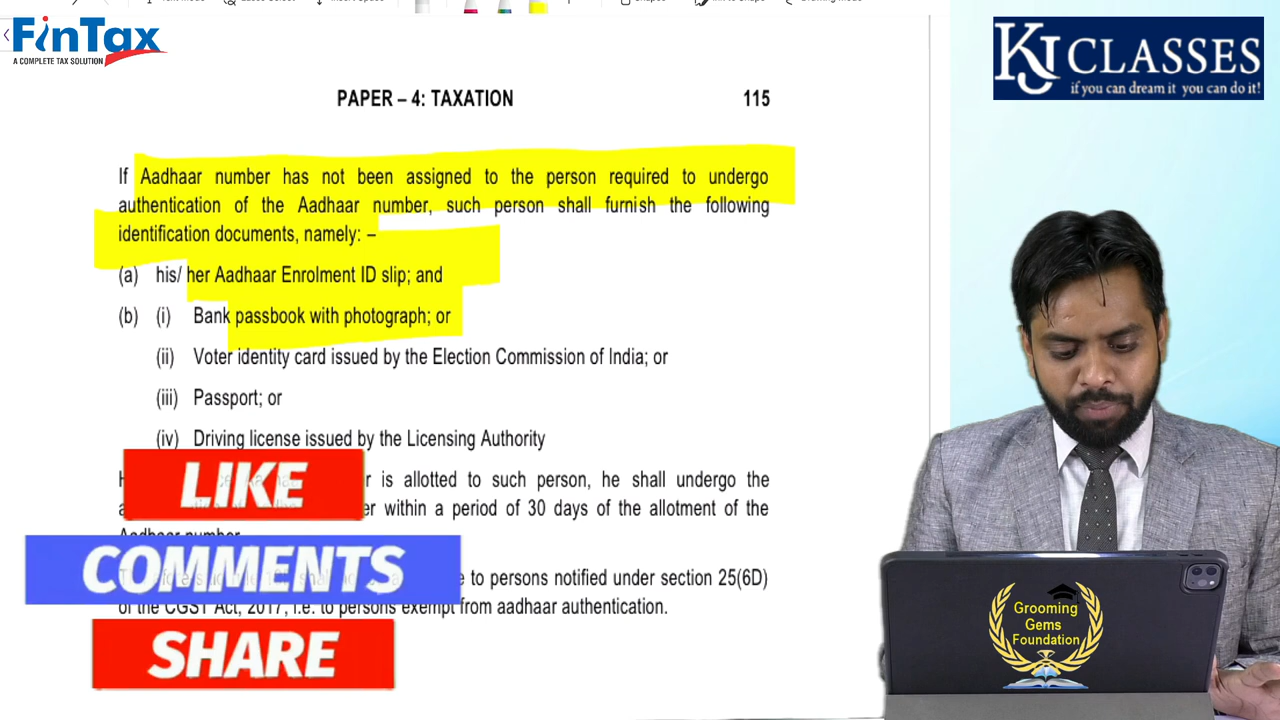 FinTax
A COMPLETE TAX SOLUTION
KJ CLASSES
if you can dream it you can do it!
PAPER – 4: TAXATION 115
If Aadhaar number has not been assigned to the person required to undergo
authentication of the Aadhaar number, such person shall furnish the following
identification documents, namely: –
(a) his/ her Aadhaar Enrolment ID slip; and
(b) (i) Bank passbook with photograph; or
(ii) Voter identity card issued by the Election Commission of India; or
(iii) Passport; or
(iv) Driving license issued by the Licensing Authority
is allotted to such person, he shall undergo the
within a period of 30 days of the allotment of the
Aadhaar number
to persons notified under section 25(6D)
of the CGST Act, 2017, i.e. to persons exempt from aadhaar authentication.
LIKE
COMMENTS
SHARE
Grooming
Gems
Foundation